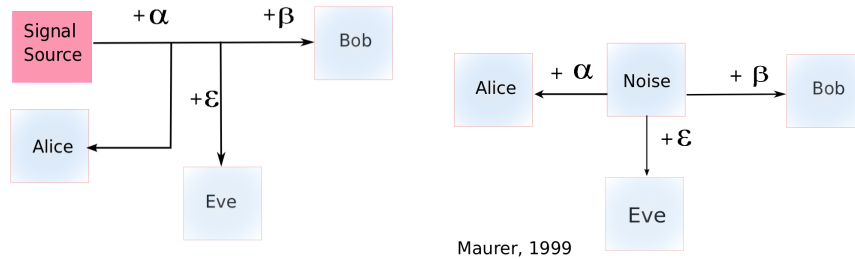 +α
+β
Signal
Source
Bob
+ε
Alice
Eve
Alice
+ α
Noise
+ β
Bob
+ε
Eve
Maurer, 1999